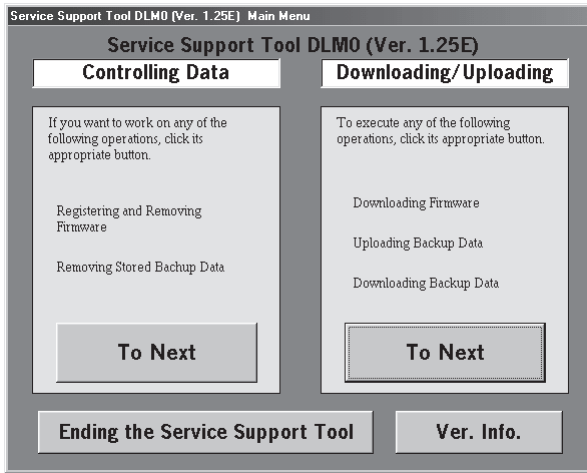 Service Support Tool DLM0 (Ver. 1.25E) Main Menu
Service Support Tool DLM0 (Ver. 1.25E)
Controlling Data
If you want to work on any of the
following operations, click its
appropriate button.
Registering and Removing
Firmware
Removing Stored Bachup Data
To Next
Downloading/Uploading
To execute any of the following
operations, click its appropriate button.
Downloading Firmware
Uploading Backup Data
Downloading Backup Data
To Next
Ending the Service Support Tool
Ver. Info.